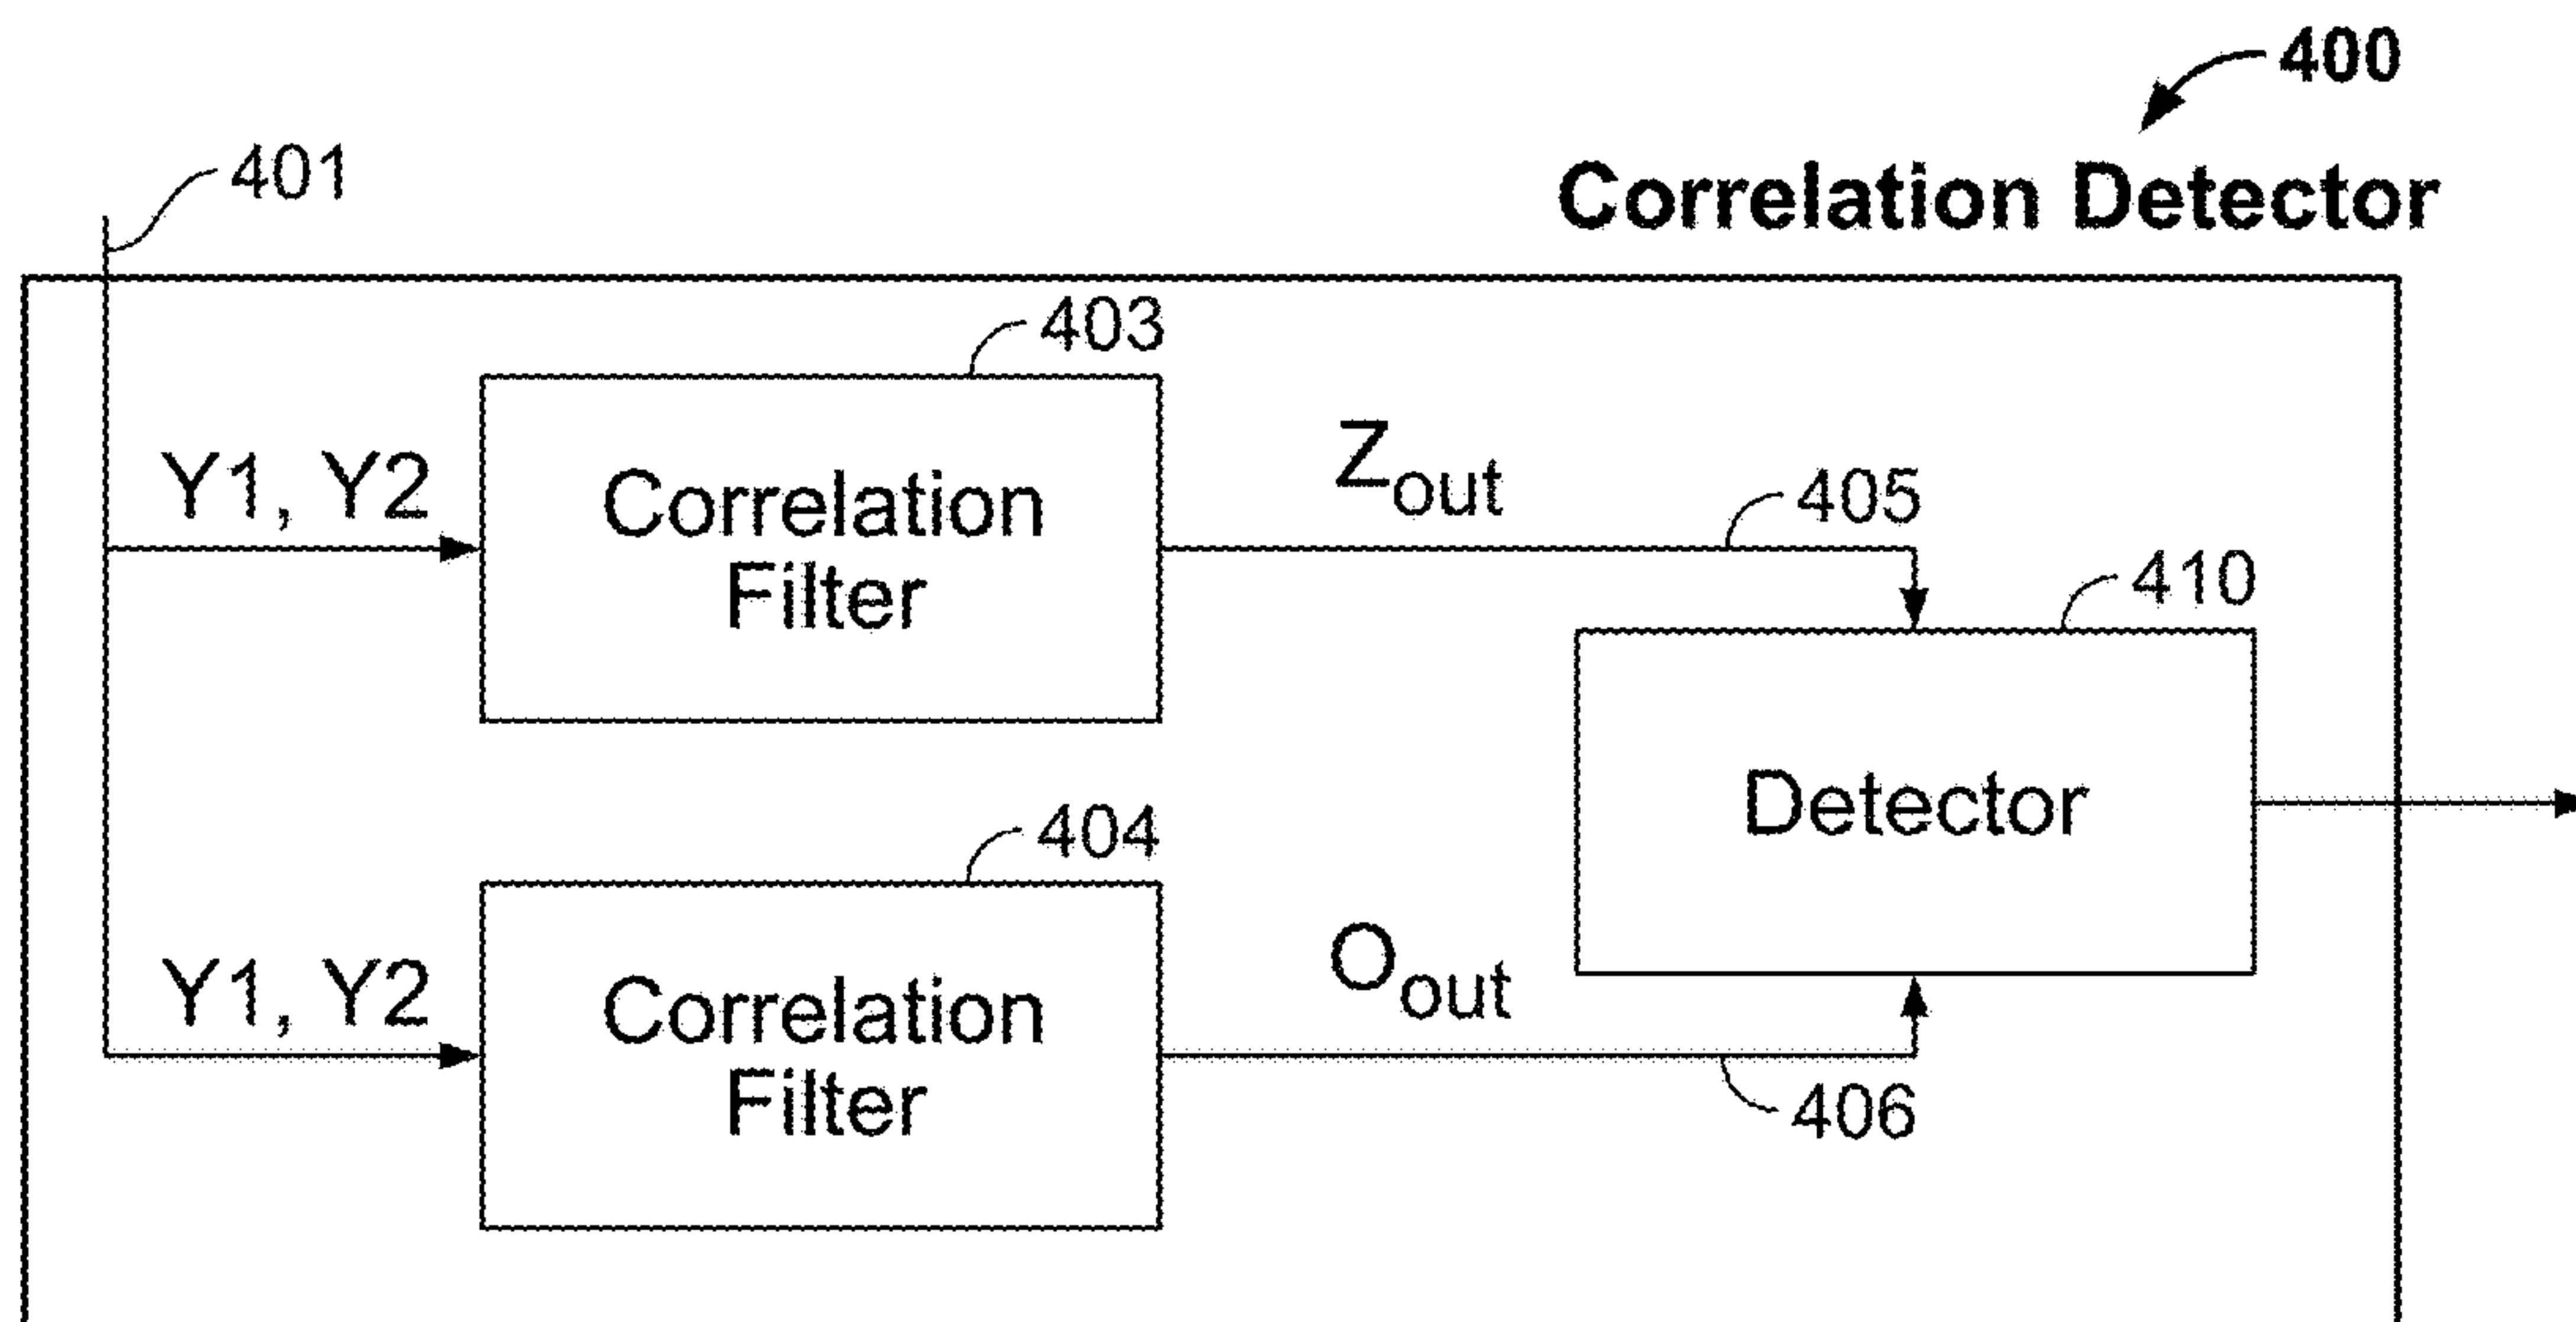 400
Correlation Detector
401
403
Y1, Y2
Correlation
Filter
Zout
405
410
Detector
404
Y1, Y2
Correlation
Filter
Oout
406